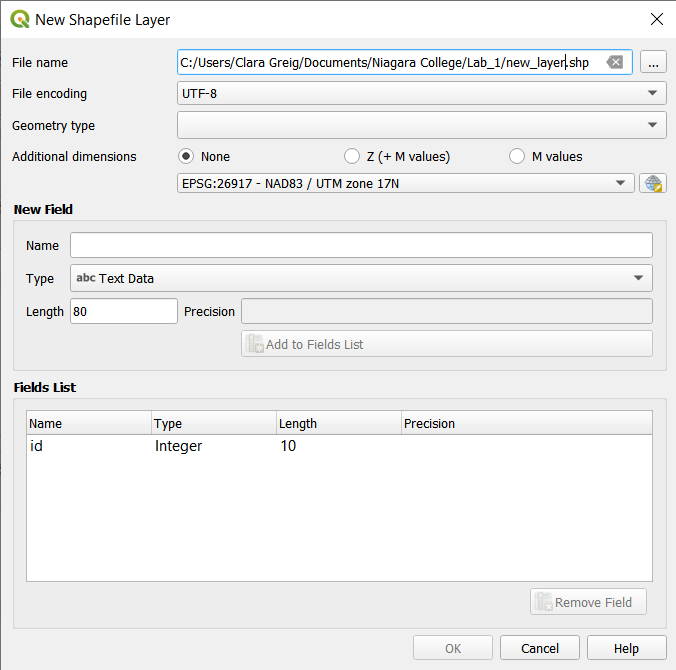 New Shapefile Layer
File name C:/Users/Clara Greig/Documents/Niagara College/Lab_1/new_layer.shp ...
File encoding UTF-8
Geometry type
Additional dimensions None Z (+ M values) M values
EPSG:26917 - NAD83 / UTM zone 17N
New Field
Name
Type abc Text Data
Length 80 Precision
Add to Fields List
Fields List
Name Type Length Precision
id Integer 10
Remove Field
OK Cancel Help